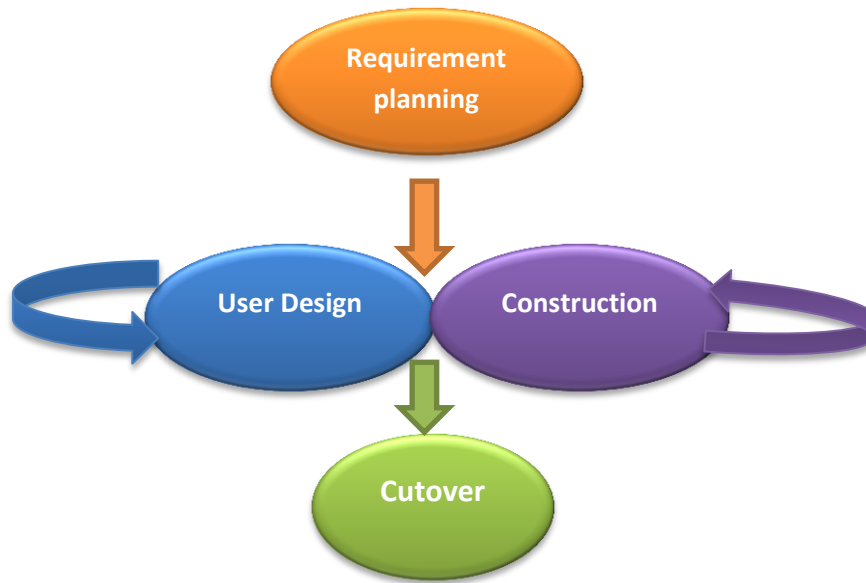 Requirement
planning
User Design
Construction
Cutover